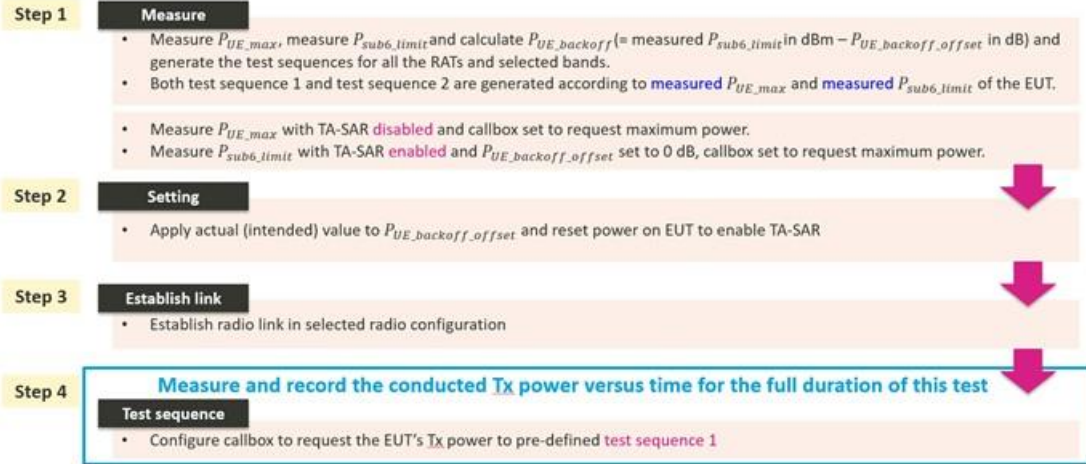 Step 1
Measure
• Measure P_UE_max, measure P_sub6_limit and calculate P_UE_backoff (= measured P_sub6_limit in dBm – P_UE_backoff_offset in dB) and
generate the test sequences for all the RATs and selected bands.
• Both test sequence 1 and test sequence 2 are generated according to measured P_UE_max and measured P_sub6_limit of the EUT.
• Measure P_UE_max with TA-SAR disabled and callbox set to request maximum power.
• Measure P_sub6_limit with TA-SAR enabled and P_UE_backoff_offset set to 0 dB, callbox set to request maximum power.
Step 2
Setting
• Apply actual (intended) value to P_UE_backoff_offset and reset power on EUT to enable TA-SAR
Step 3
Establish link
• Establish radio link in selected radio configuration
Step 4
Measure and record the conducted Tx power versus time for the full duration of this test
Test sequence
• Configure callbox to request the EUT's Tx power to pre-defined test sequence 1